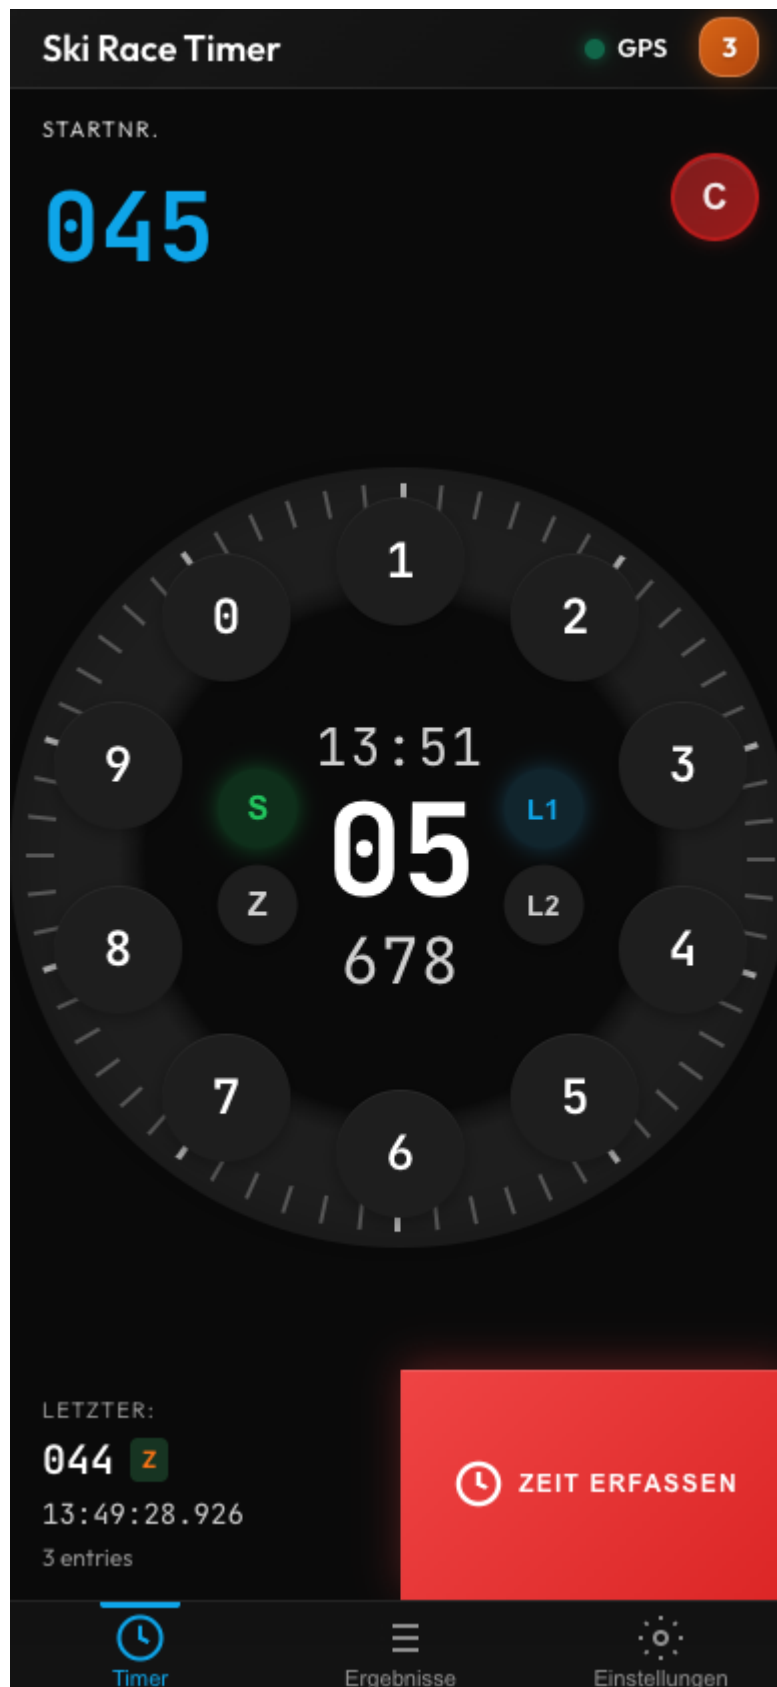 Ski Race Timer GPS 3
STARTNR.
045 C
1
0 2
9 3
13:51
S 05 L1
Z L2
678
8 4
7 5
6
LETZTER:
044 Z
13:49:28.926
3 entries
ZEIT ERFASSEN
Timer Ergebnisse Einstellungen